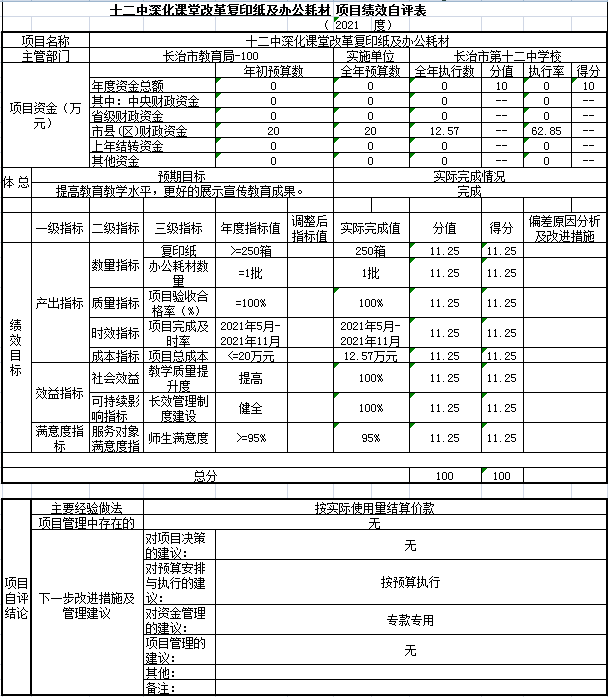 十二中深化课堂改革复印纸及办公耗材 项目绩效自评表
（ 2021 度）
项目名称 十二中深化课堂改革复印纸及办公耗材
主管部门 长治市教育局-100 实施单位 长治市第十二中学校
项目资金（万元） 年初预算数 全年预算数 全年执行数 分值 执行率 得分
年度资金总额 0 0 0 10 0 10
其中: 中央财政资金 0 0 0 -- 0 --
省级财政资金 0 0 0 -- 0 --
市县(区)财政资金 20 20 12.57 -- 62.85 --
上年结转资金 0 0 0 -- 0 --
其他资金 0 0 0 -- 0 --
体 总 预期目标 实际完成情况
提高教育教学水平，更好的展示宣传教育成果。 完成
绩效目标 一级指标 二级指标 三级指标 年度指标值 调整后指标值 实际完成值 分值 得分 偏差原因分析及改进措施
产出指标 数量指标 复印纸 >=250箱 250箱 11.25 11.25
办公耗材数量 =1批 1批 11.25 11.25
质量指标 项目验收合格率（%） =100% 100% 11.25 11.25
时效指标 项目完成及时率 2021年5月-2021年11月 2021年5月-2021年11月 11.25 11.25
成本指标 项目总成本 <=20万元 12.57万元 11.25 11.25
效益指标 社会效益 教学质量提升度 提高 100% 11.25 11.25
可持续影响指标 长效管理制度建设 健全 100% 11.25 11.25
满意度指标 服务对象满意度指 师生满意度 >=95% 95% 11.25 11.25
总分 100 100
项目自评结论 主要经验做法 按实际使用量结算价款
项目管理中存在的 无
下一步改进措施及管理建议 对项目决策的建议: 无
对预算安排与执行的建议: 按预算执行
对资金管理的建议: 专款专用
项目管理的建议: 无
其他:
备注: